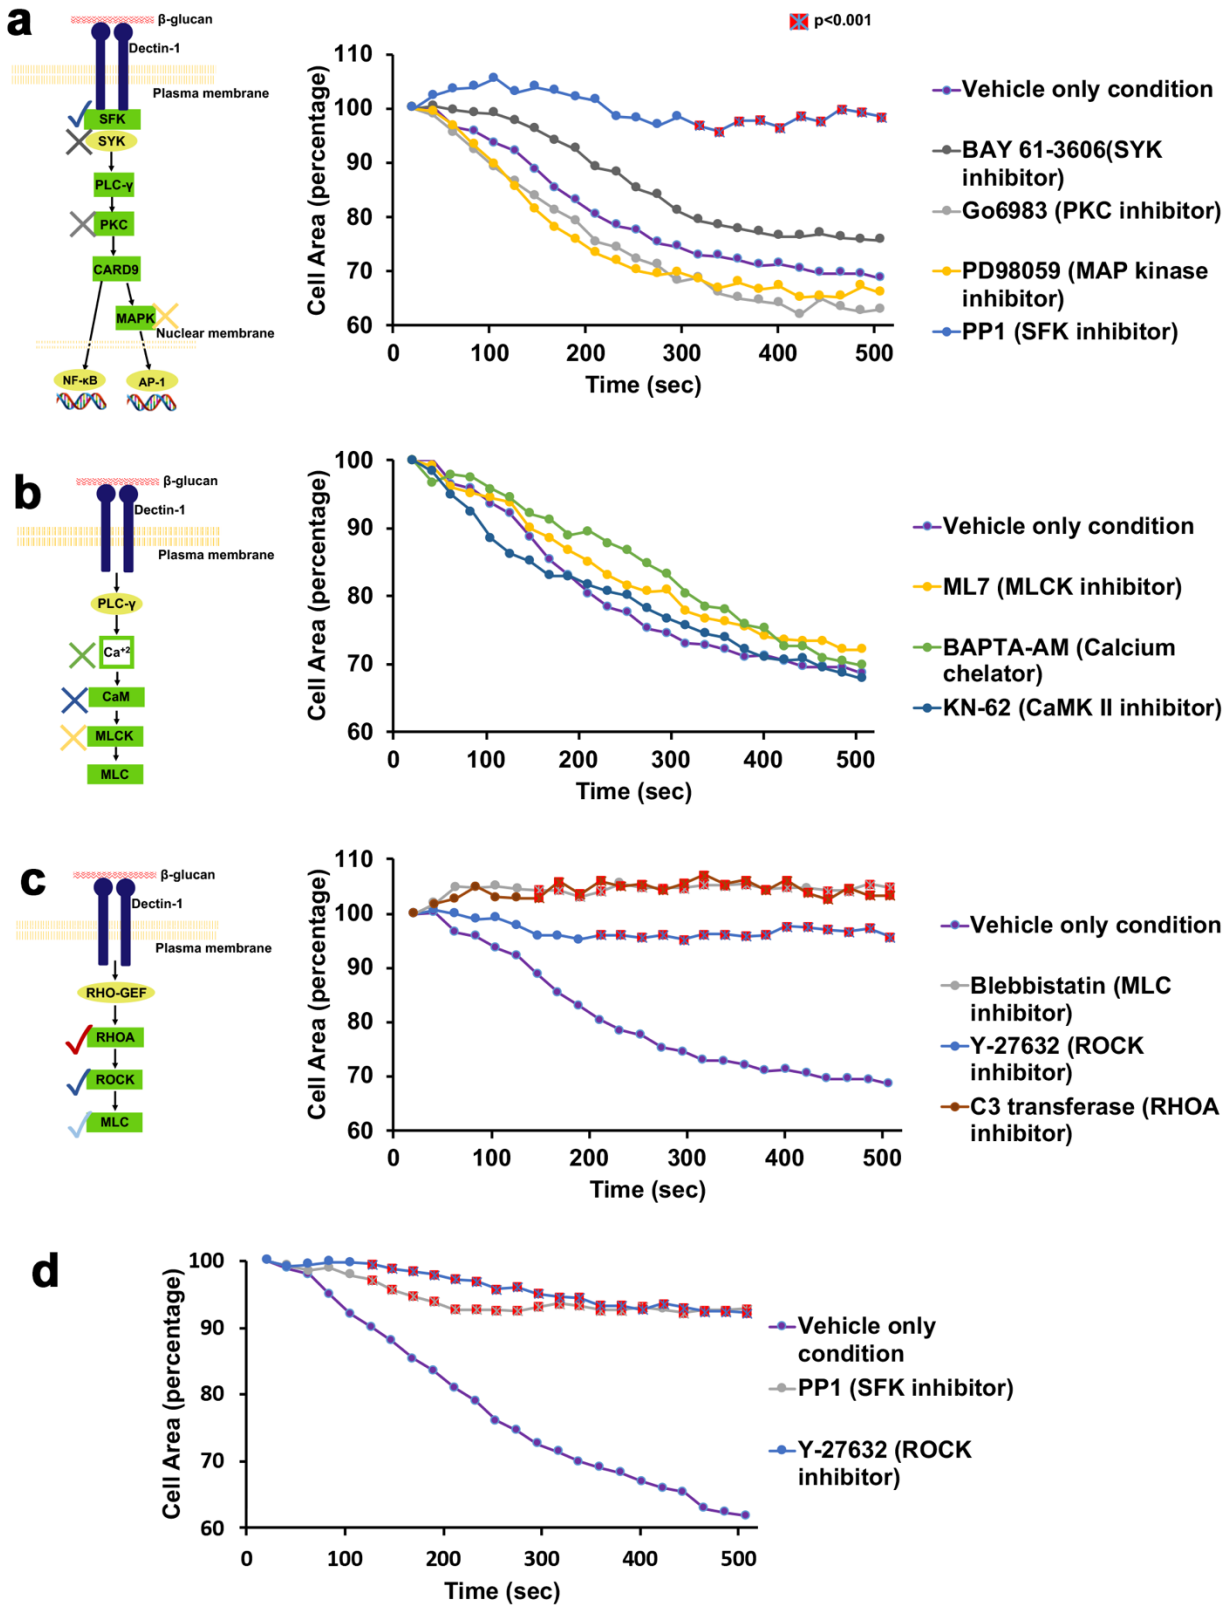 a
β-glucan
Dectin-1
Plasma membrane
SFK
SYK
PLC-γ
PKC
CARD9
MAPK
Nuclear membrane
NF-κB
AP-1
p<0.001
110
100
90
80
70
60
0
100
200
300
400
500
Cell Area (percentage)
Time (sec)
Vehicle only condition
BAY 61-3606(SYK
inhibitor)
Go6983 (PKC inhibitor)
PD98059 (MAP kinase
inhibitor)
PP1 (SFK inhibitor)
b
β-glucan
Dectin-1
Plasma membrane
PLC-γ
Ca+2
CaM
MLCK
MLC
100
90
80
70
60
0
100
200
300
400
500
Cell Area (percentage)
Time (sec)
Vehicle only condition
ML7 (MLCK inhibitor)
BAPTA-AM (Calcium
chelator)
KN-62 (CaMK II inhibitor)
c
β-glucan
Dectin-1
Plasma membrane
RHO-GEF
RHOA
ROCK
MLC
110
100
90
80
70
60
0
100
200
300
400
500
Cell Area (percentage)
Time (sec)
Vehicle only condition
Blebbistatin (MLC
inhibitor)
Y-27632 (ROCK
inhibitor)
C3 transferase (RHOA
inhibitor)
d
100
90
80
70
60
0
100
200
300
400
500
Cell Area (percentage)
Time (sec)
Vehicle only
condition
PP1 (SFK inhibitor)
Y-27632 (ROCK
inhibitor)